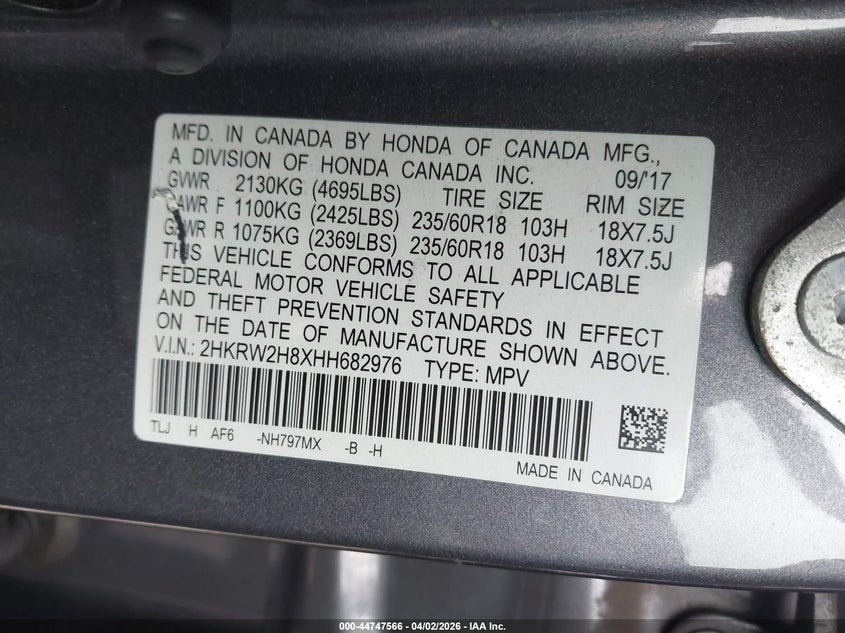 MFD. IN CANADA BY HONDA OF CANADA MFG.,
A DIVISION OF HONDA CANADA INC. 09/'17
GVWR 2130KG (4695LBS) TIRE SIZE RIM SIZE
GAWR F 1100KG (2425LBS) 235/60R18 103H 18X7.5J
GAWR R 1075KG (2369LBS) 235/60R18 103H 18X7.5J
THIS VEHICLE CONFORMS TO ALL APPLICABLE
FEDERAL MOTOR VEHICLE SAFETY
AND THEFT PREVENTION STANDARDS IN EFFECT
ON THE DATE OF MANUFACTURE SHOWN ABOVE.
V.I.N.: 2HKRW2H8XHH682976 TYPE: MPV
TLJ H AF6 -NH797MX -B -H
MADE IN CANADA
000-44747566 | 04/02/2026 | IAA Inc.